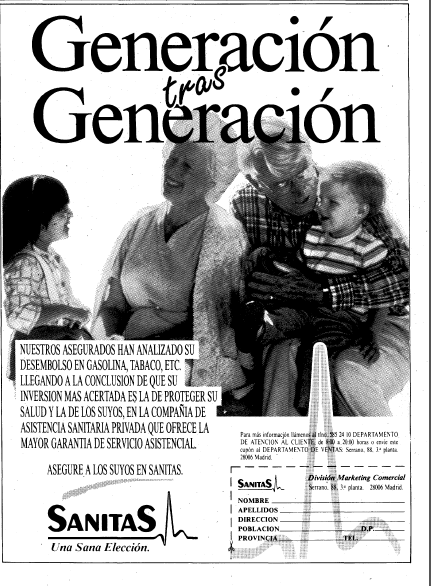 Generación
tras
Generación
NUESTROS ASEGURADOS HAN ANALIZADO SU
DESEMBOLSO EN GASOLINA, TABACO, ETC.
LLEGANDO A LA CONCLUSION DE QUE SU
INVERSION MAS ACERTADA ES LA DE PROTEGER SU
SALUD Y LA DE LOS SUYOS, EN LA COMPAÑIA DE
ASISTENCIA SANITARIA PRIVADA QUE OFRECE LA
MAYOR GARANTIA DE SERVICIO ASISTENCIAL.
ASEGURE A LOS SUYOS EN SANITAS.
SANITAS
Una Sana Elección.
Para más información llámenos al tfno. 585 24 10 DEPARTAMENTO
DE ATENCION AL CLIENTE, de 8:00 a 20:00 horas o envie este
cupón al DEPARTAMENTO DE VENTAS: Serrano, 88, 3.ª planta.
28006 Madrid.
SANITAS
División Marketing Comercial
Serrano, 88, 3.ª planta. 28006 Madrid.
NOMBRE
APELLIDOS
DIRECCION
POBLACION D.P.
PROVINCIA TEL.